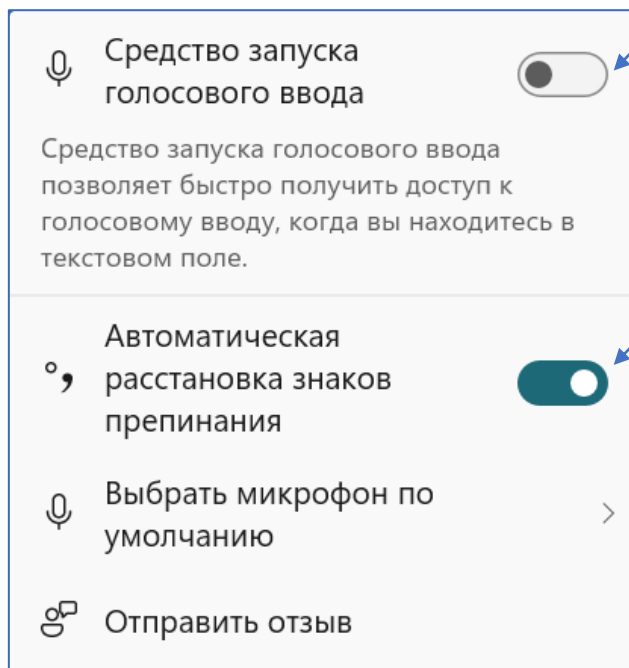 Средство запуска
голосового ввода
Средство запуска голосового ввода
позволяет быстро получить доступ к
голосовому вводу, когда вы находитесь в
текстовом поле.
Автоматическая
расстановка знаков
препинания
Выбрать микрофон по
умолчанию
Отправить отзыв